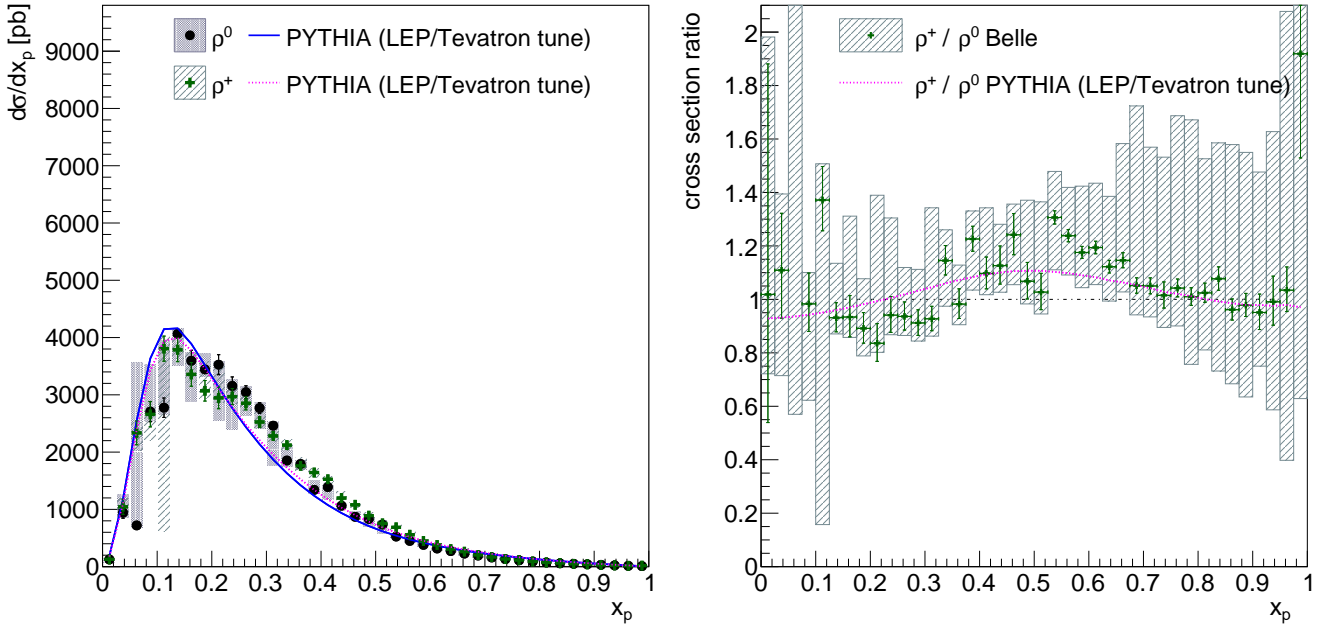 dσ/dx_p [pb]
9000
8000
7000
6000
5000
4000
3000
2000
1000
0
ρ⁰ PYTHIA (LEP/Tevatron tune)
ρ⁺ PYTHIA (LEP/Tevatron tune)
0 0.1 0.2 0.3 0.4 0.5 0.6 0.7 0.8 0.9 1
x_p
cross section ratio
2
1.8
1.6
1.4
1.2
1.0
0.8
0.6
0.4
0.2
0
ρ⁺ / ρ⁰ Belle
ρ⁺ / ρ⁰ PYTHIA (LEP/Tevatron tune)
0 0.1 0.2 0.3 0.4 0.5 0.6 0.7 0.8 0.9 1
x_p